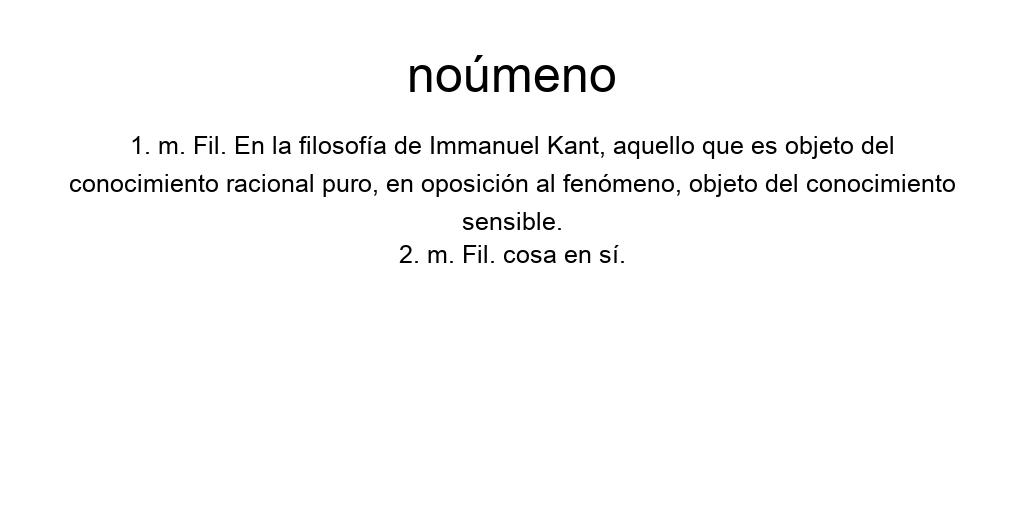 noúmeno
1. m. Fil. En la filosofía de Immanuel Kant, aquello que es objeto del
conocimiento racional puro, en oposición al fenómeno, objeto del conocimiento
sensible.
2. m. Fil. cosa en sí.